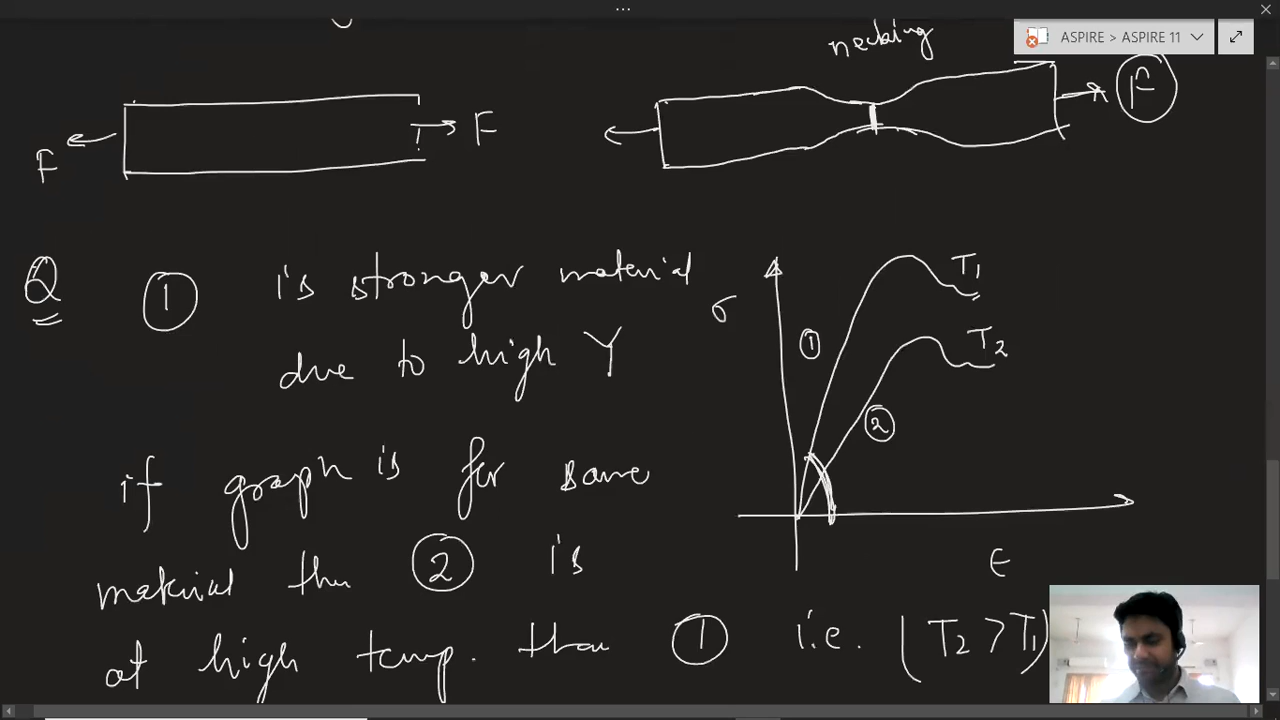 necking
ASPIRE > ASPIRE 11
F
F
F
Q
1 is stronger material
due to high Y
σ
T₁
T₂
1
2
ε
if graph is for same
material then 2 is
at high temp. than 1 i.e. (T₂ > T₁)